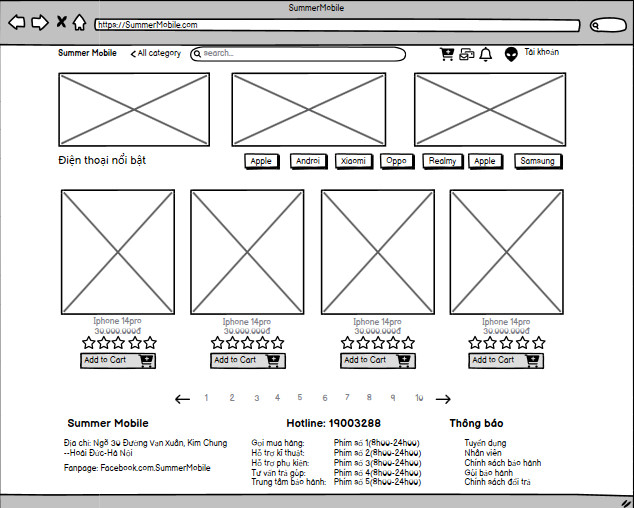 SummerMobile
https://SummerMobile.com
Summer Mobile
All category
search...
Tài khoản
Điện thoại nổi bật
Apple
Androi
Xiaomi
Oppo
Realmy
Apple
Samsung
Iphone 14pro
30.000.000đ
Add to Cart
Iphone 14pro
30.000.000đ
Add to Cart
Iphone 14pro
30.000.000đ
Add to Cart
Iphone 14pro
30.000.000đ
Add to Cart
1 2 3 4 5 6 7 8 9 10
Summer Mobile
Địa chỉ: Ngõ 30 Đường Vạn Xuân, Kim Chung
--Hoài Đức-Hà Nội
Fanpage: Facebook.com.SummerMobile
Hotline: 19003288
Gọi mua hàng: Phím số 1(8h00-24h00)
Hỗ trợ kĩ thuật: Phím số 2(8h00-24h00)
Hỗ trợ phụ kiện: Phím số 3(8h00-24h00)
Tư vấn trả góp: Phím số 4(8h00-24h00)
Trung tâm bảo hành: Phím số 5(8h00-24h00)
Thông báo
Tuyển dụng
Nhân viên
Chính sách bảo hành
Gói bảo hành
Chính sách đổi trả